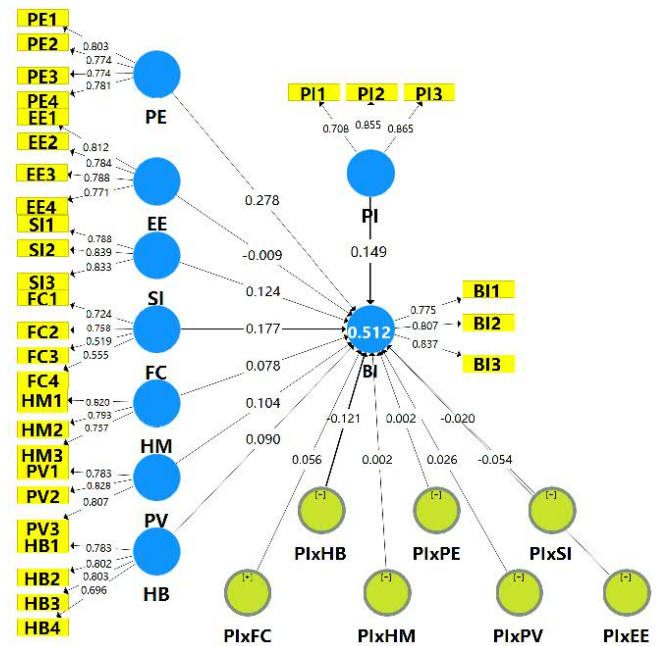 PE1
PE2
PE3
PE4
0.803
0.774
0.774
0.781
PE
EE1
EE2
EE3
EE4
0.812
0.784
0.788
0.771
EE
SI1
SI2
SI3
0.788
0.839
0.833
SI
FC1
FC2
FC3
FC4
0.724
0.758
0.519
0.555
FC
HM1
HM2
HM3
0.820
0.793
0.757
HM
PV1
PV2
PV3
0.783
0.828
0.807
PV
HB1
HB2
HB3
HB4
0.783
0.802
0.803
0.696
HB
PI1 PI2 PI3
0.708 0.855 0.865
PI
0.149
0.278
-0.009
0.124
0.177
0.078
0.104
0.090
0.512
BI
0.775
0.807
0.837
BI1
BI2
BI3
-0.121 0.002 -0.020
0.056 0.002 0.026 -0.054
[-] [-] [-]
PIxHB PIxPE PIxSI
[+] [-] [-] [-]
PIxFC PIxHM PIxPV PIxEE